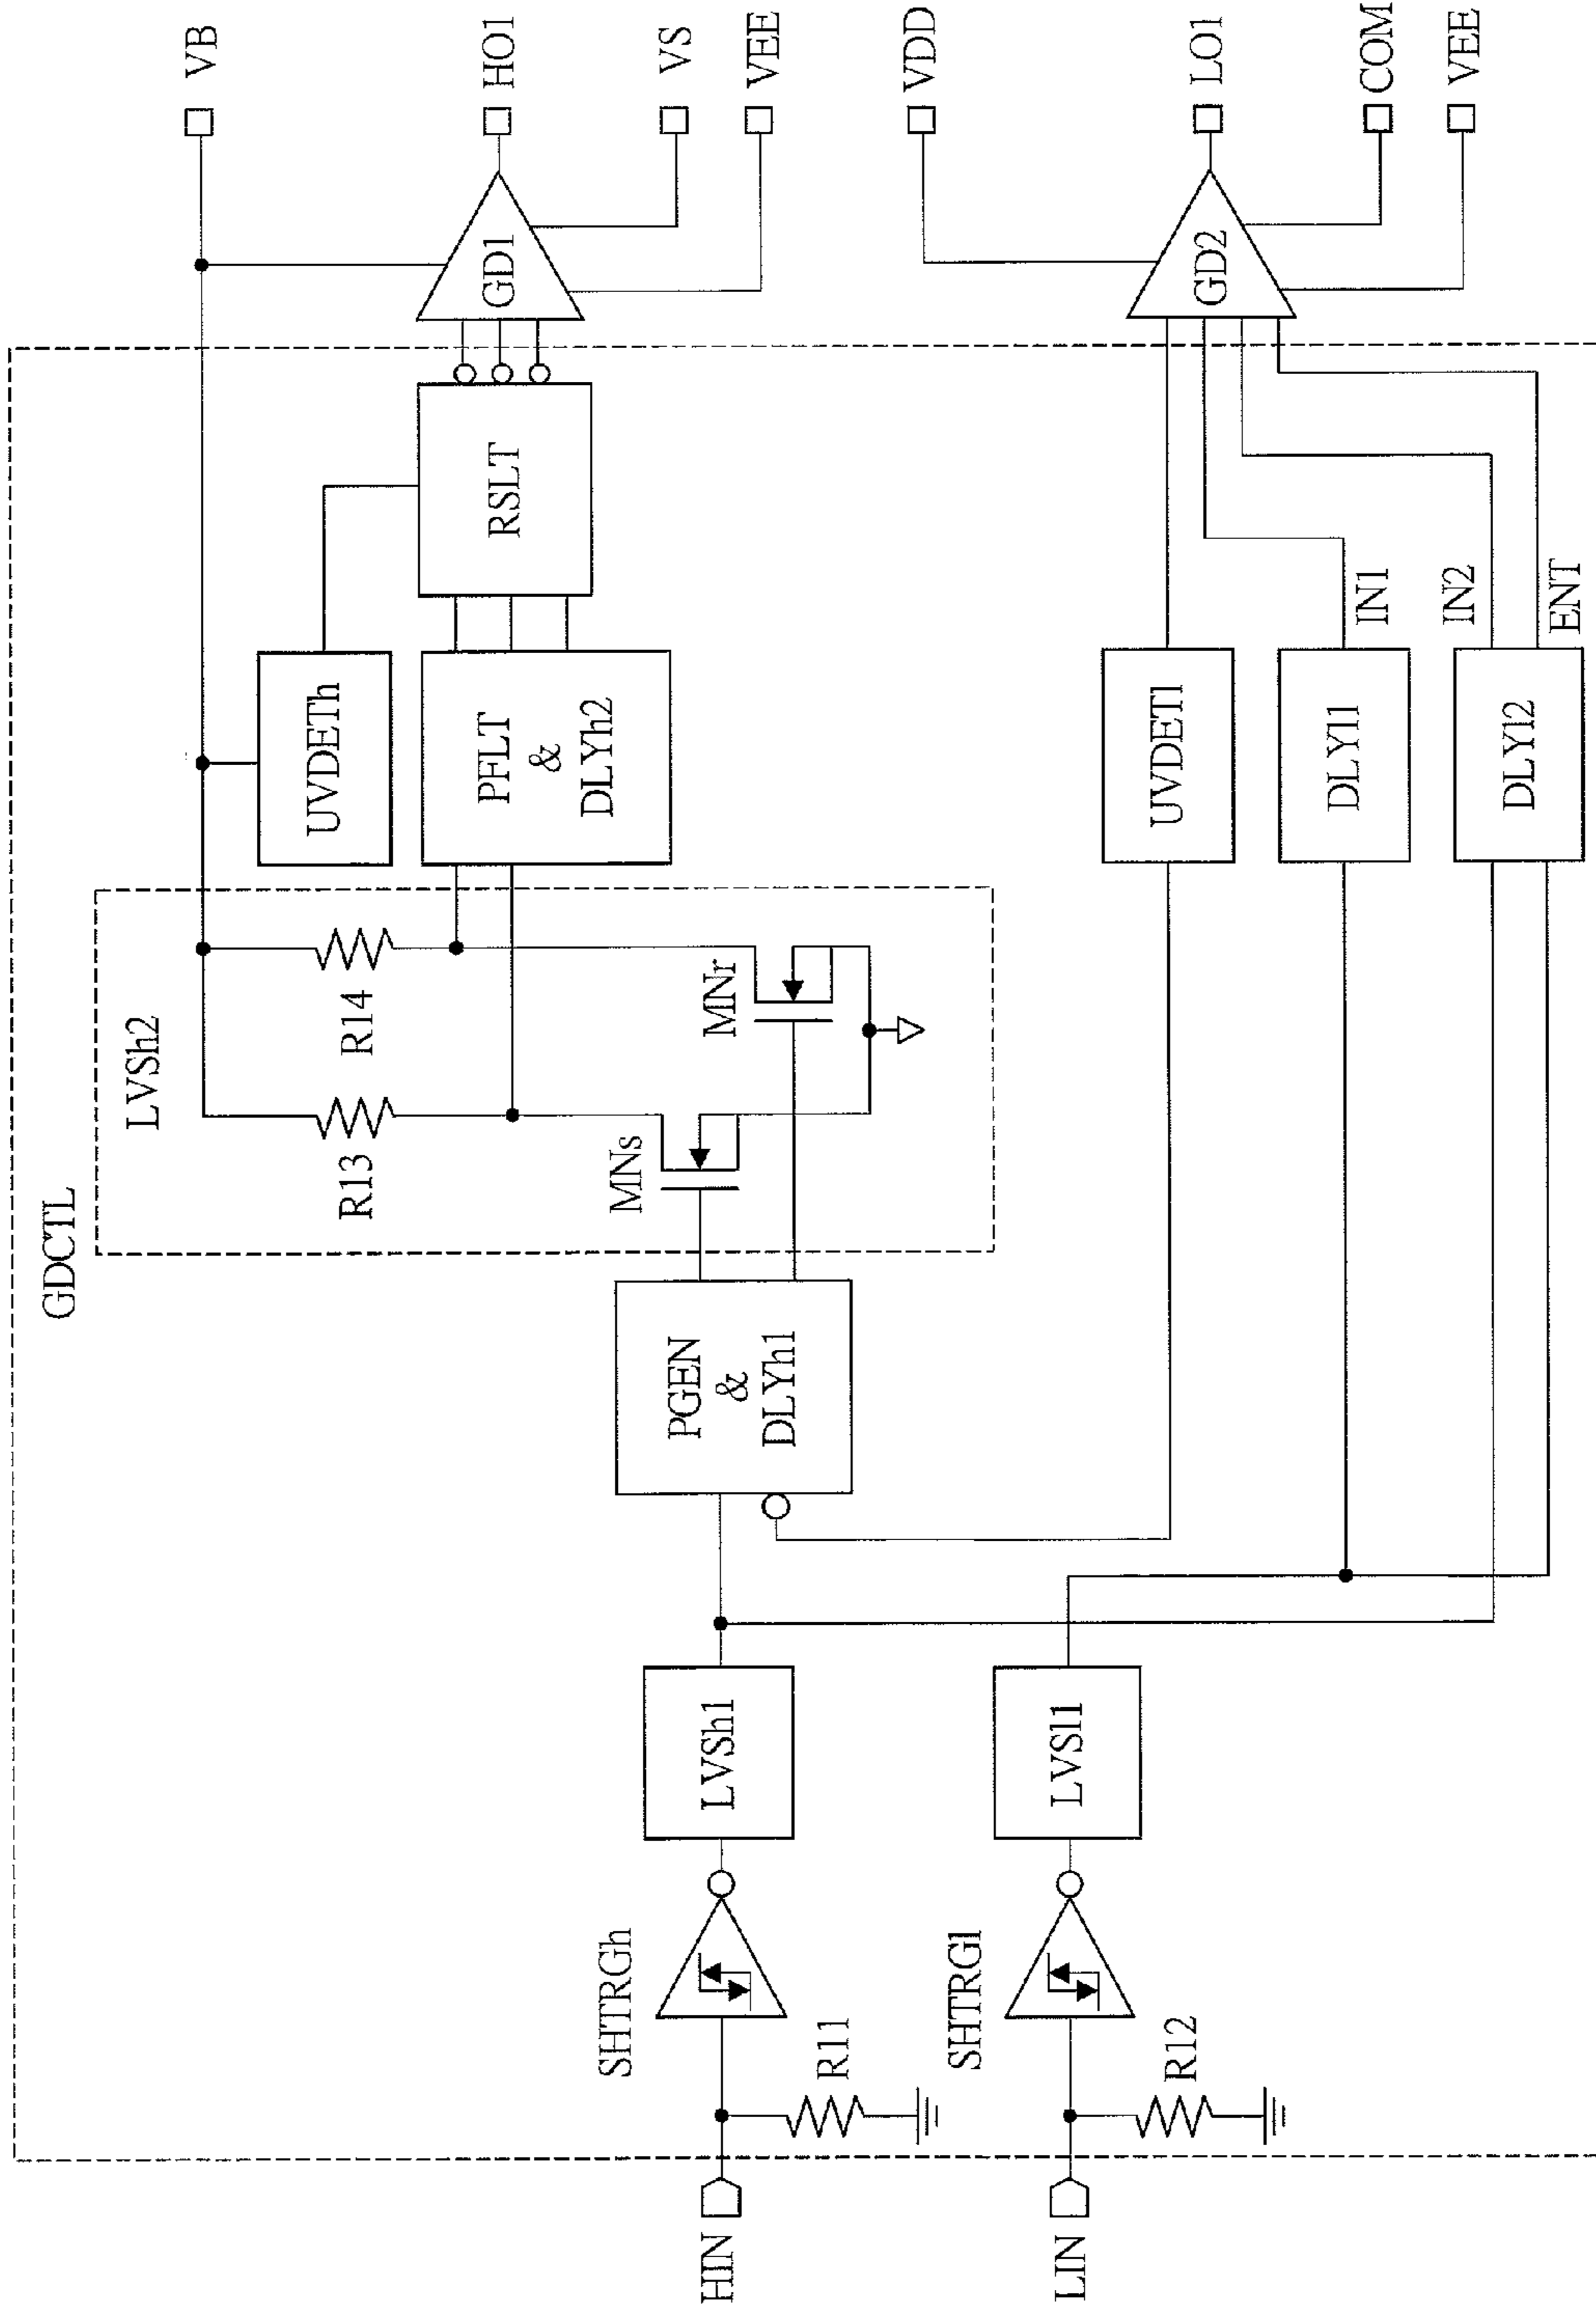 GDCTL
LVSh2
VB
R13
R14
UVDETh
HO1
MNs
MNr
PFLT
&
DLYh2
RSLT
GD1
VS
VEE
HIN
SHTRGh
R11
LVSh1
PGEN
&
DLYh1
VDD
LIN
SHTRGl
R12
LVSl1
UVDETl
GD2
LO1
DLYl1
IN1
COM
DLYl2
IN2
ENT
VEE